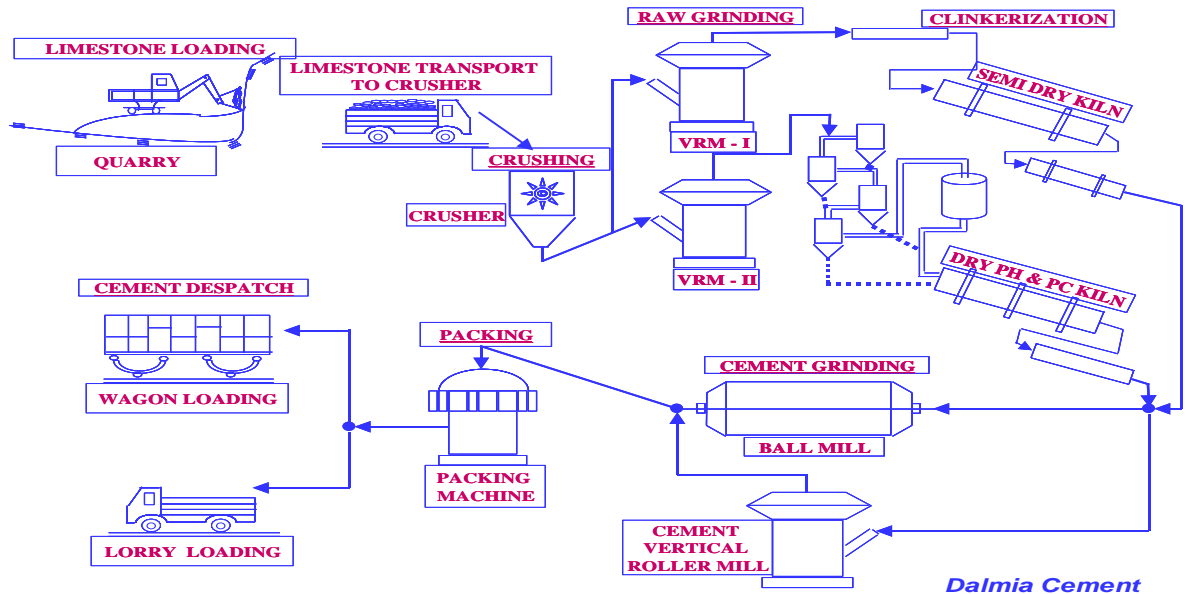 RAW GRINDING
CLINKERIZATION
LIMESTONE LOADING
LIMESTONE TRANSPORT
TO CRUSHER
SEMI DRY KILN
QUARRY
VRM - I
CRUSHING
CRUSHER
VRM - II
DRY PH & PC KILN
CEMENT DESPATCH
PACKING
CEMENT GRINDING
WAGON LOADING
BALL MILL
PACKING
MACHINE
CEMENT
VERTICAL
ROLLER MILL
LORRY LOADING
Dalmia Cement